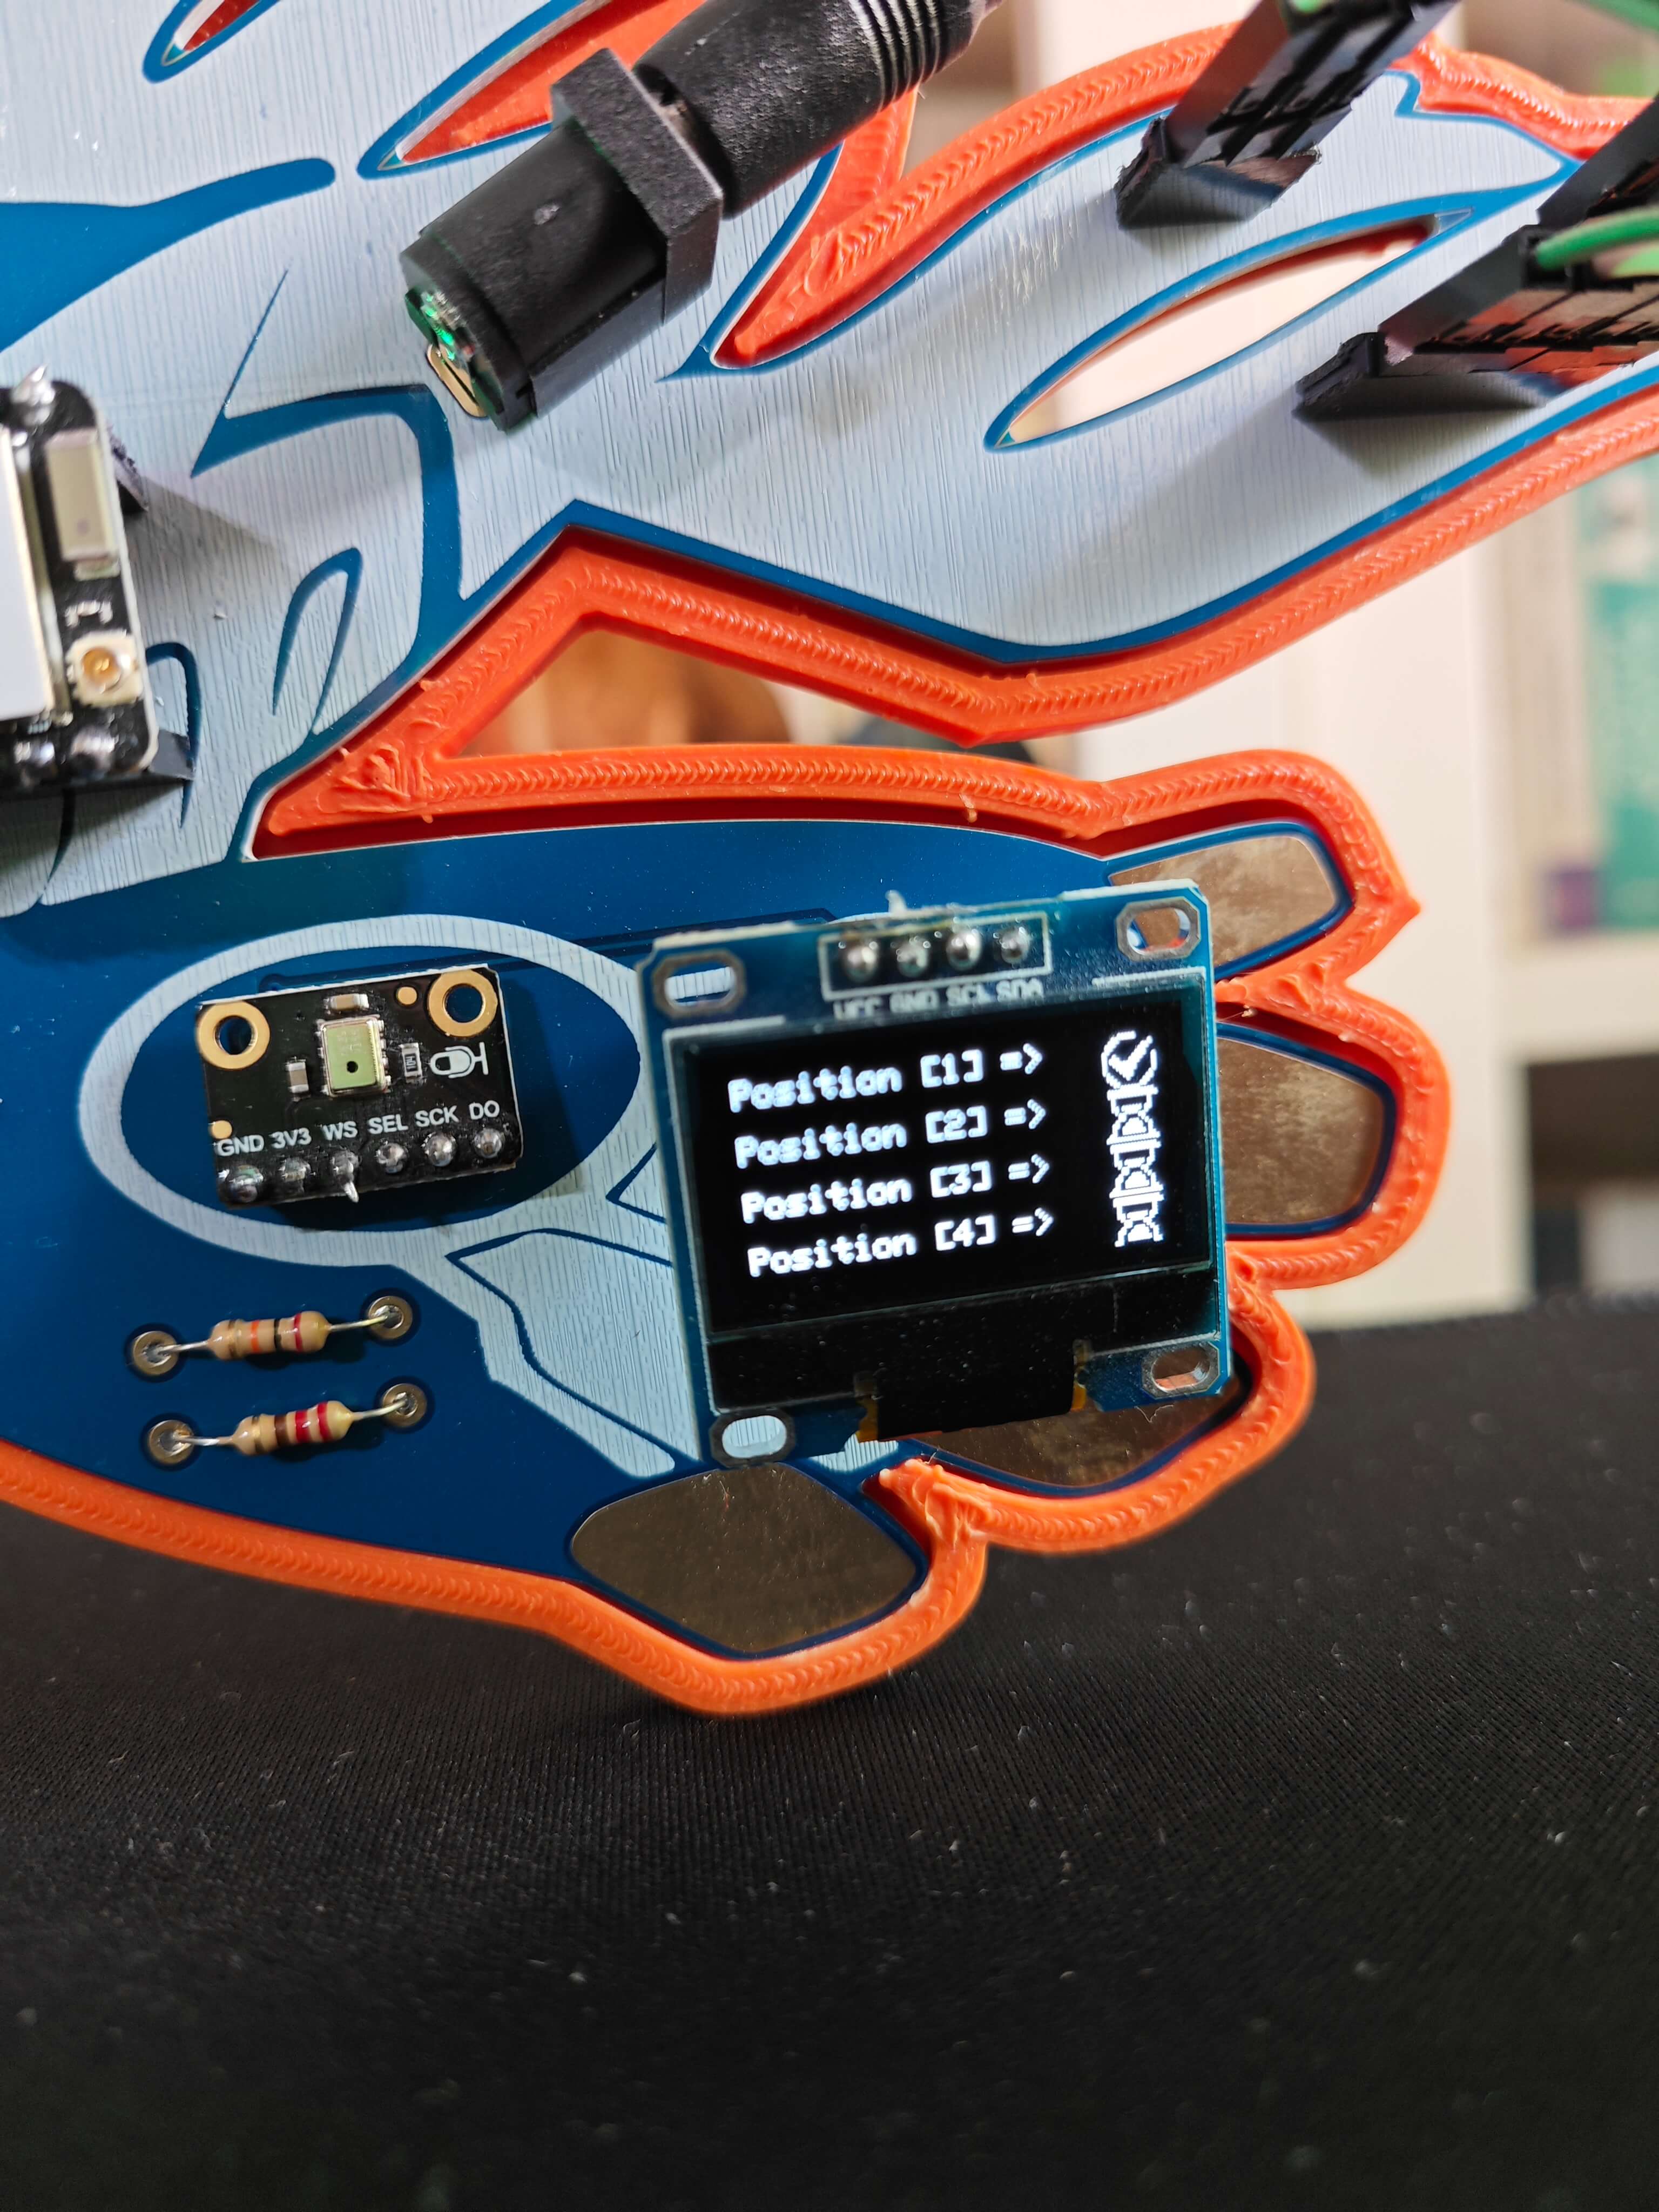 VCC GND SCL SDA
Position [1] =>
Position [2] =>
Position [3] =>
Position [4] =>
GND 3V3 WS SEL SCK DO